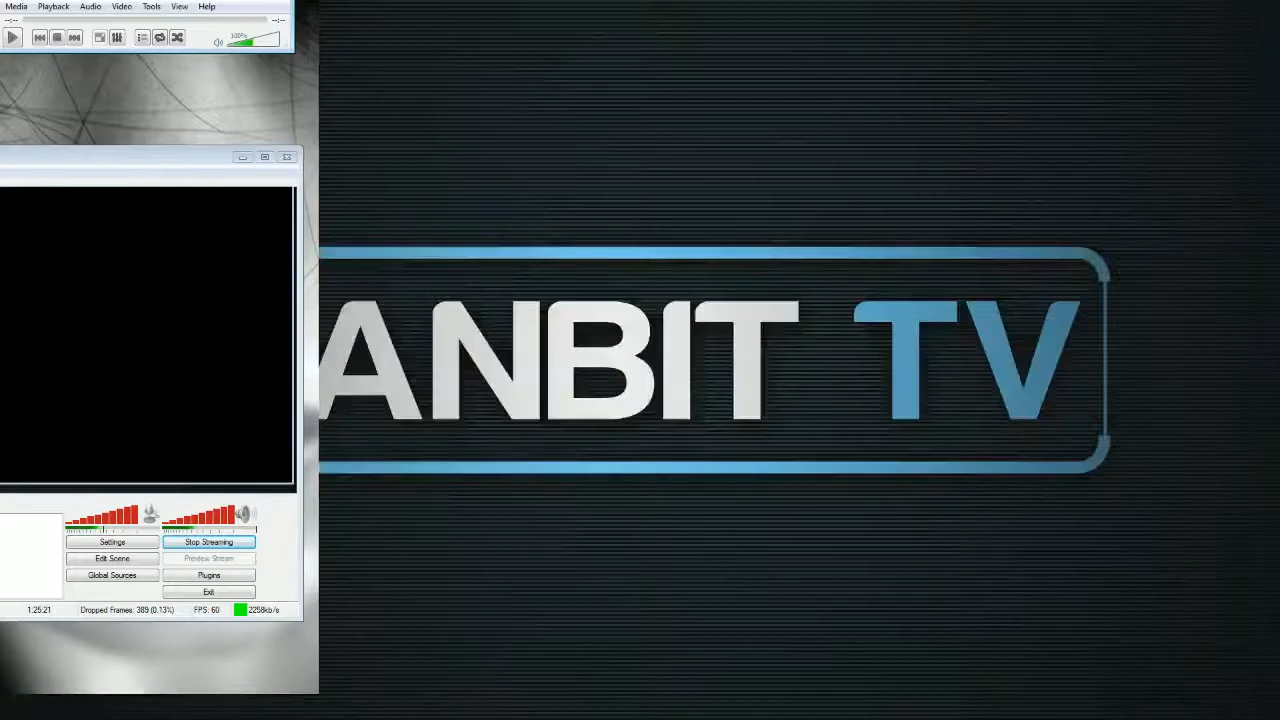 Media Playback Audio Video Tools View Help
--:-- --:--
100%
ANBIT TV
Settings Stop Streaming
Edit Scene Preview Stream
Global Sources Plugins
Exit
1:25:21 Dropped Frames: 389 (0.13%) FPS: 60 2258kb/s